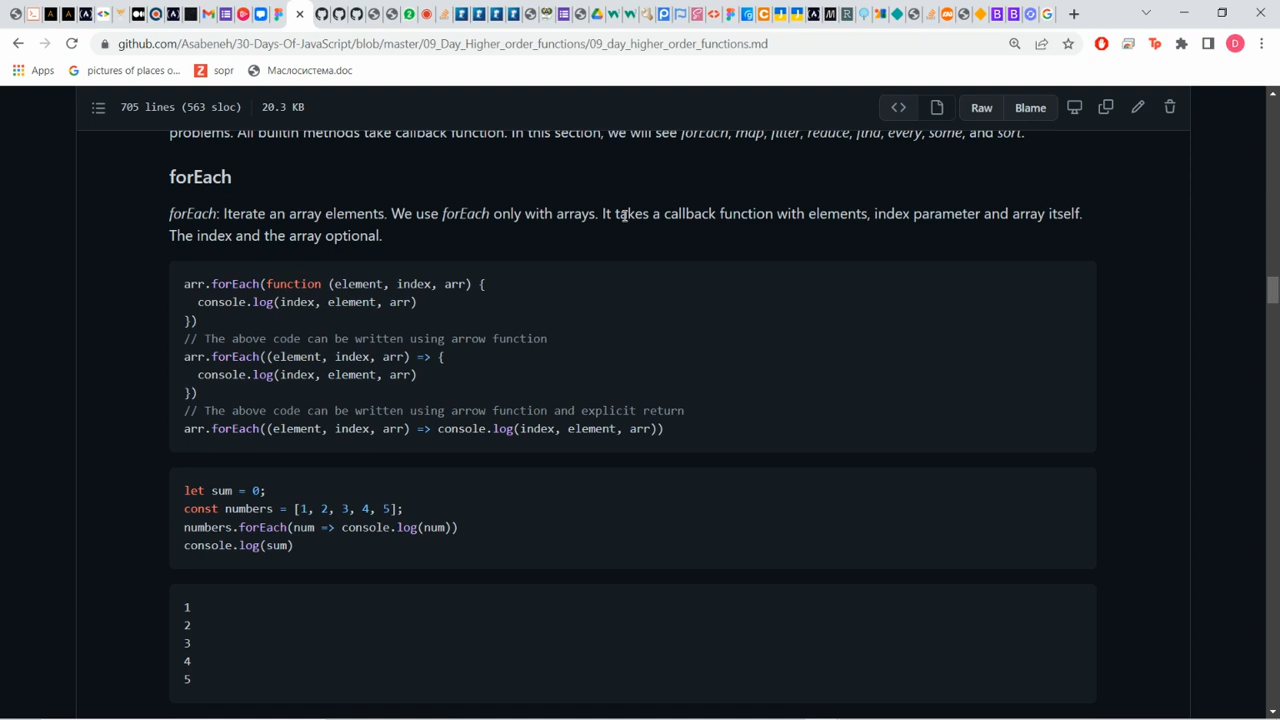 github.com/Asabeneh/30-Days-Of-JavaScript/blob/master/09_Day_Higher_order_functions/09_day_higher_order_functions.md
Apps pictures of places o... sopr Маслосистема.doc
705 lines (563 sloc) 20.3 KB Raw Blame
problems. All builtin methods take callback function. In this section, we will see forEach, map, filter, reduce, find, every, some, and sort.
forEach
forEach: Iterate an array elements. We use forEach only with arrays. It takes a callback function with elements, index parameter and array itself.
The index and the array optional.
arr.forEach(function (element, index, arr) {
console.log(index, element, arr)
})
// The above code can be written using arrow function
arr.forEach((element, index, arr) => {
console.log(index, element, arr)
})
// The above code can be written using arrow function and explicit return
arr.forEach((element, index, arr) => console.log(index, element, arr))
let sum = 0;
const numbers = [1, 2, 3, 4, 5];
numbers.forEach(num => console.log(num))
console.log(sum)
1
2
3
4
5